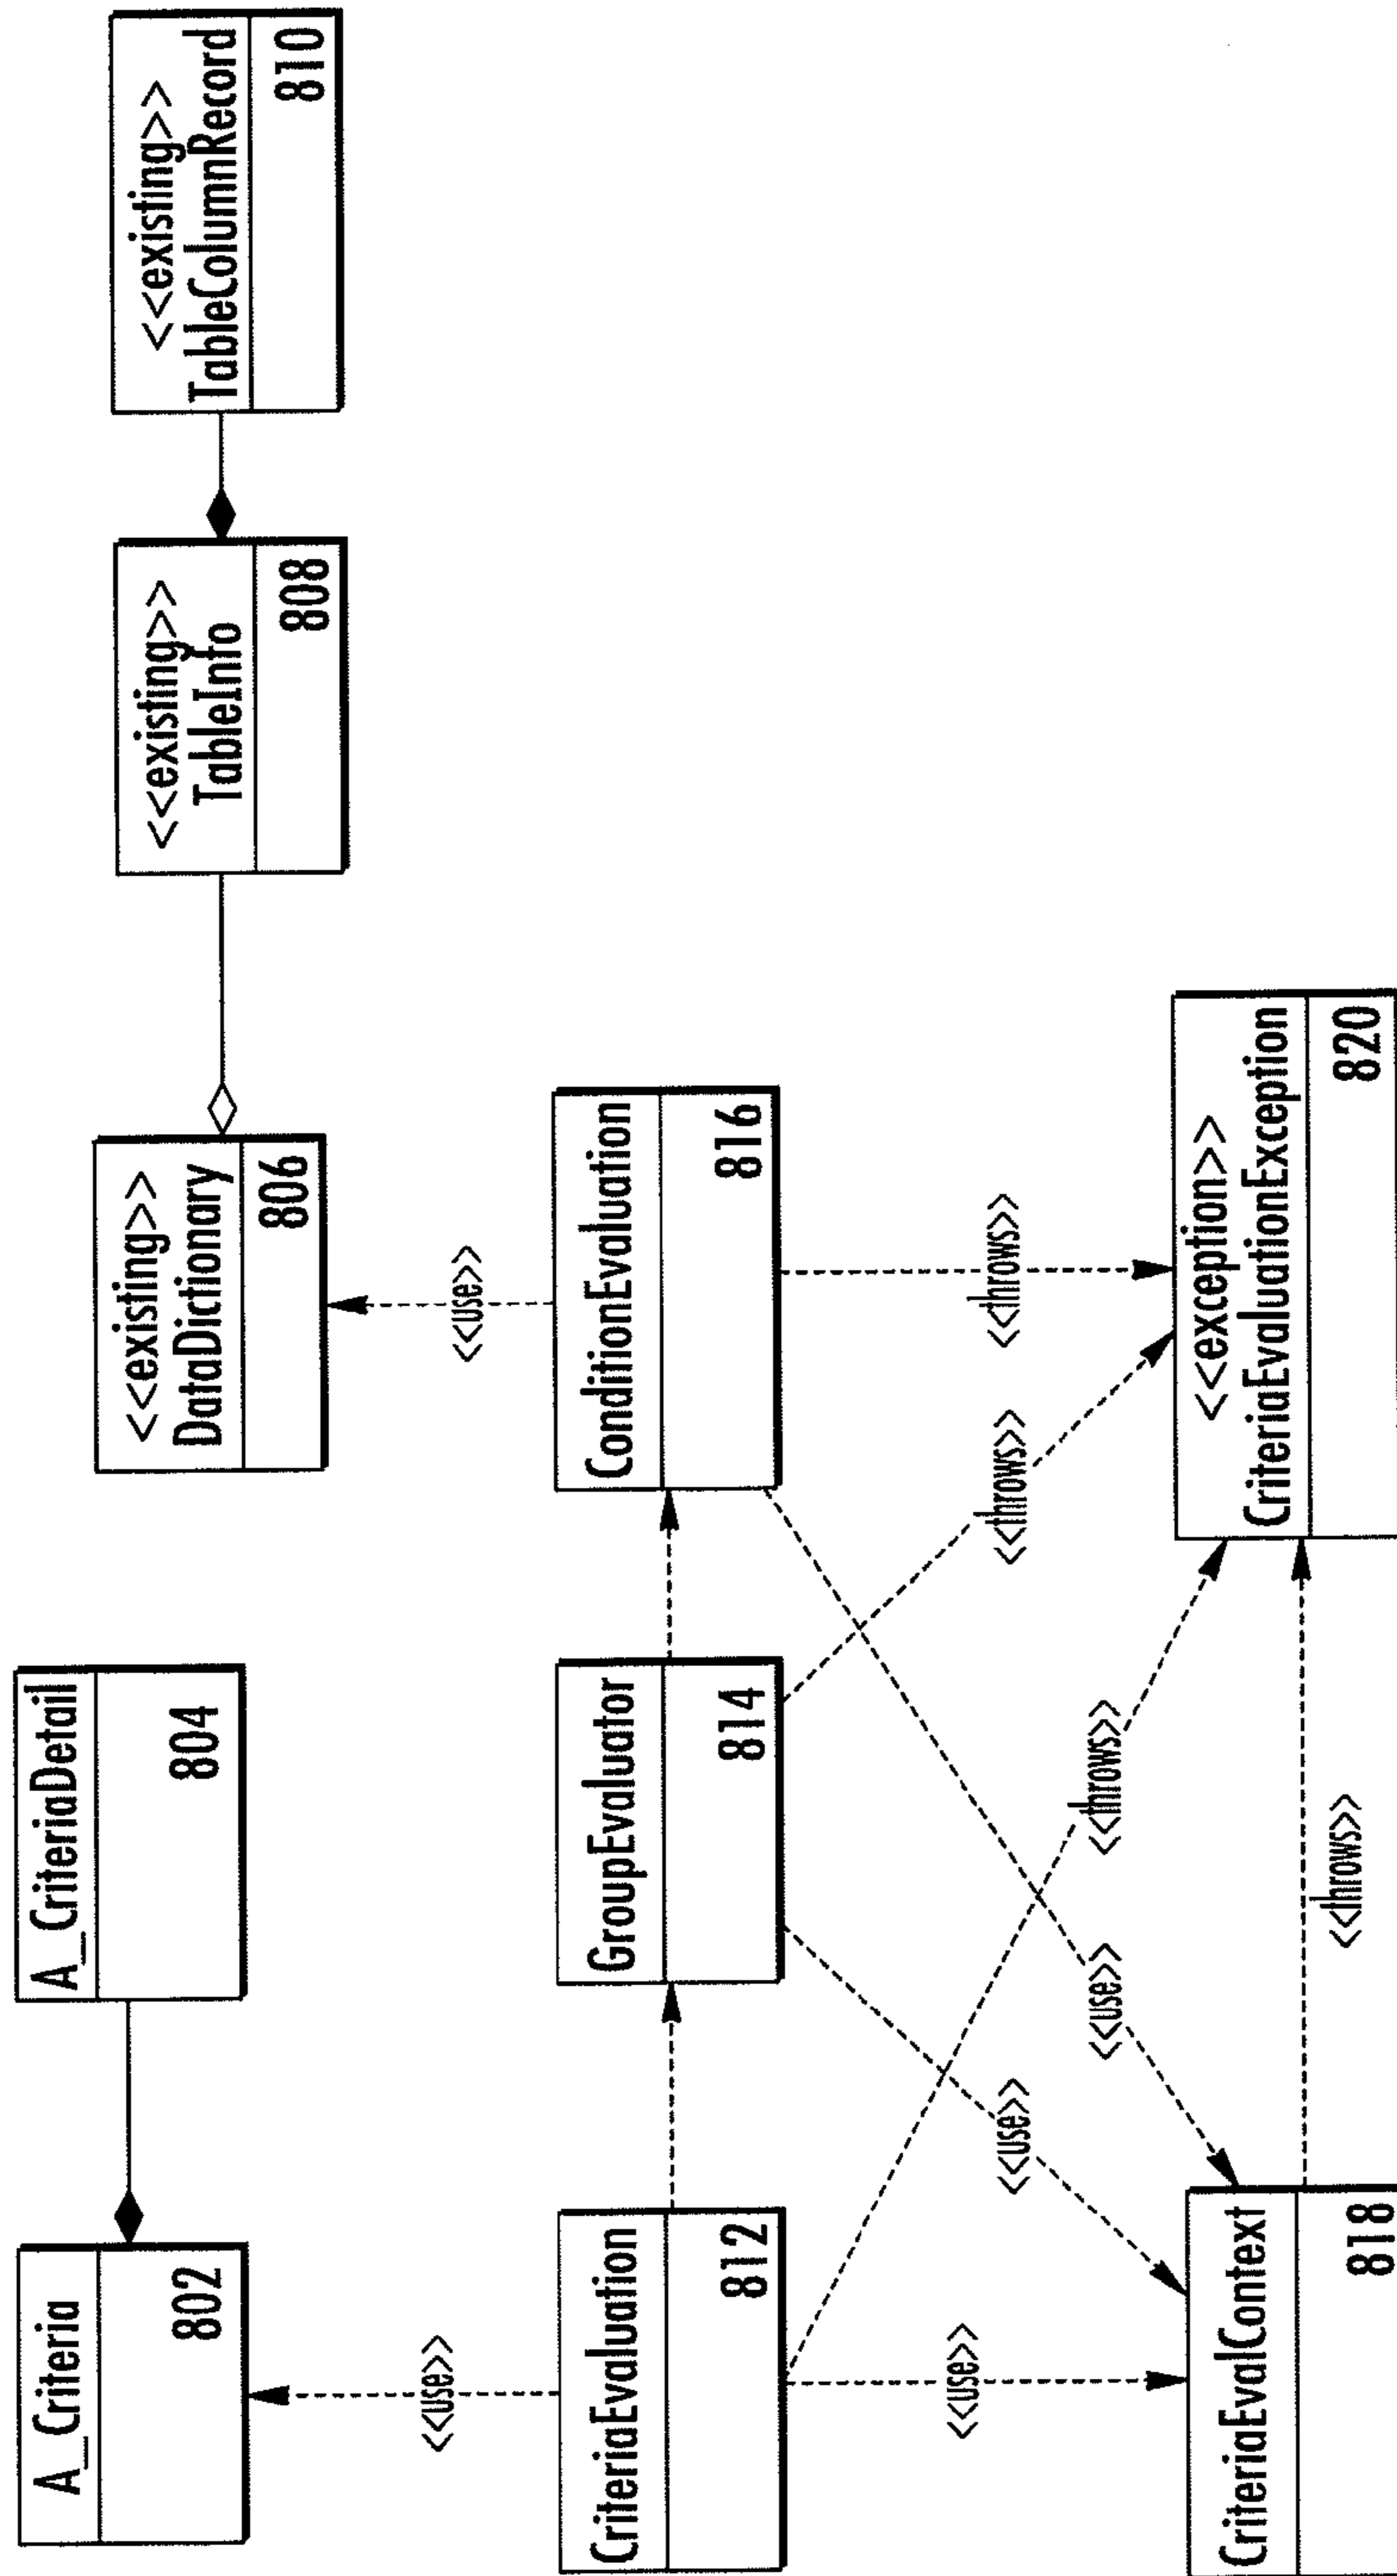 A_Criteria
802
A_CriteriaDetail
804
<<existing>>
DataDictionary
806
<<existing>>
TableInfo
808
<<existing>>
TableColumnRecord
810
<<use>>
<<use>>
CriteriaEvaluation
812
GroupEvaluator
814
ConditionEvaluation
816
<<use>>
<<use>>
<<use>>
<<throws>>
<<throws>>
<<throws>>
<<throws>>
CriteriaEvalContext
818
<<exception>>
CriteriaEvaluationException
820